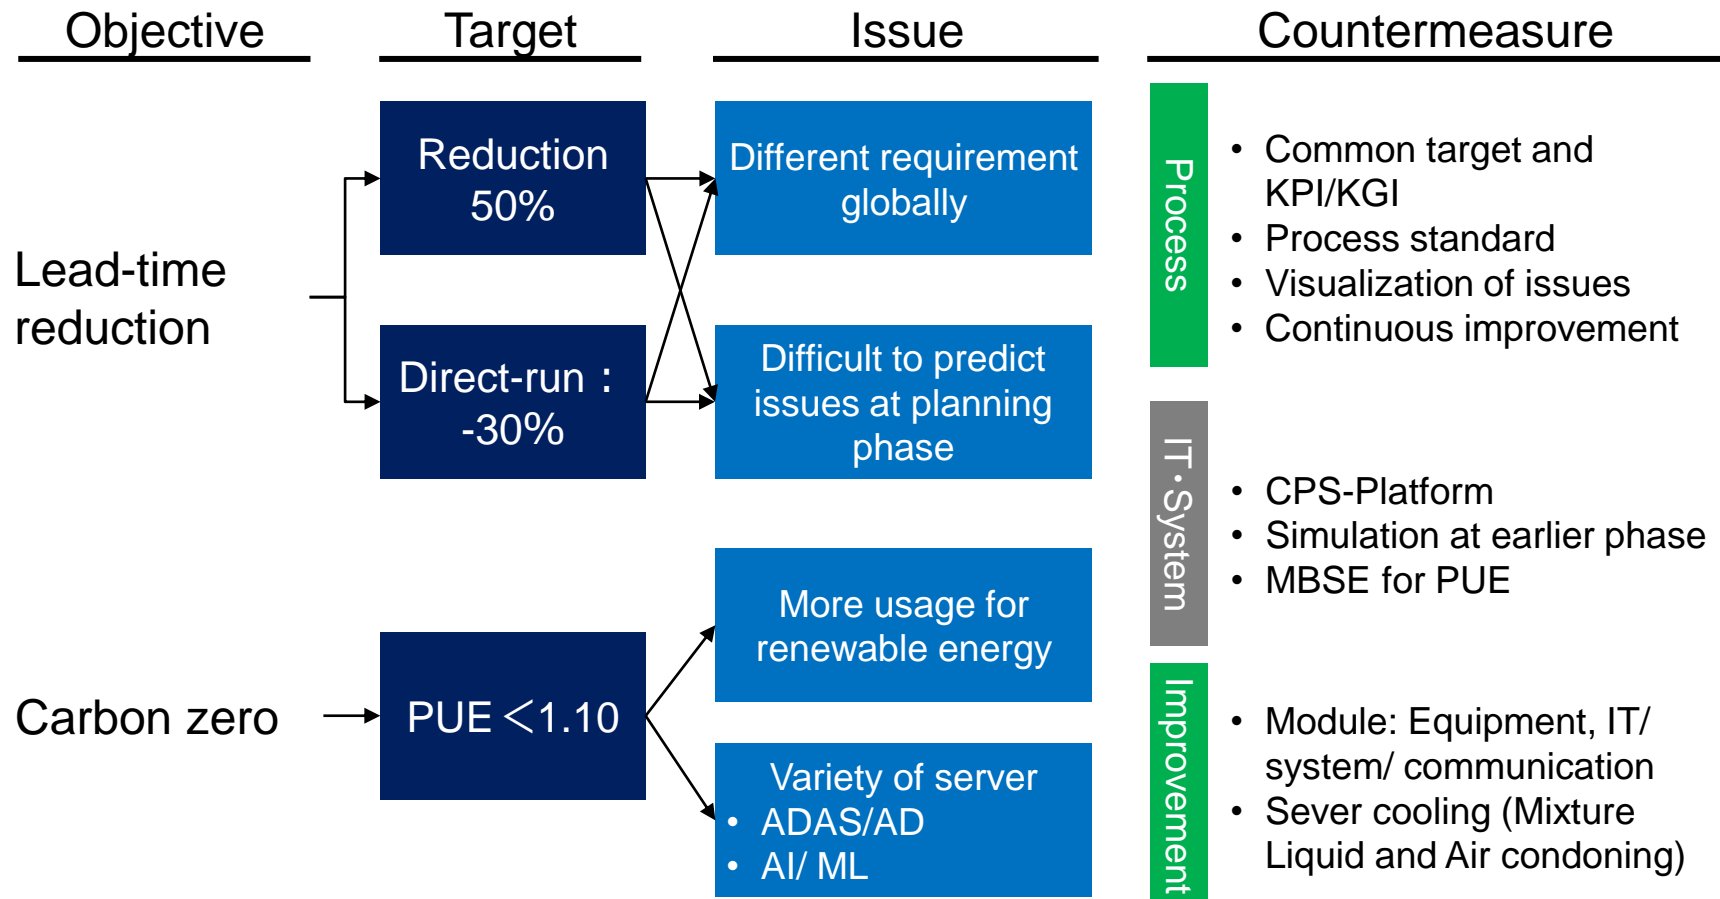 Objective
Target
Issue
Countermeasure
Lead-time
reduction
Reduction
50%
Direct-run：
-30%
Different requirement
globally
Difficult to predict
issues at planning
phase
Process
• Common target and
KPI/KGI
• Process standard
• Visualization of issues
• Continuous improvement
IT・System
• CPS-Platform
• Simulation at earlier phase
• MBSE for PUE
Carbon zero
PUE＜1.10
More usage for
renewable energy
Variety of server
• ADAS/AD
• AI/ ML
Improvement
• Module: Equipment, IT/
system/ communication
• Sever cooling (Mixture
Liquid and Air condoning)